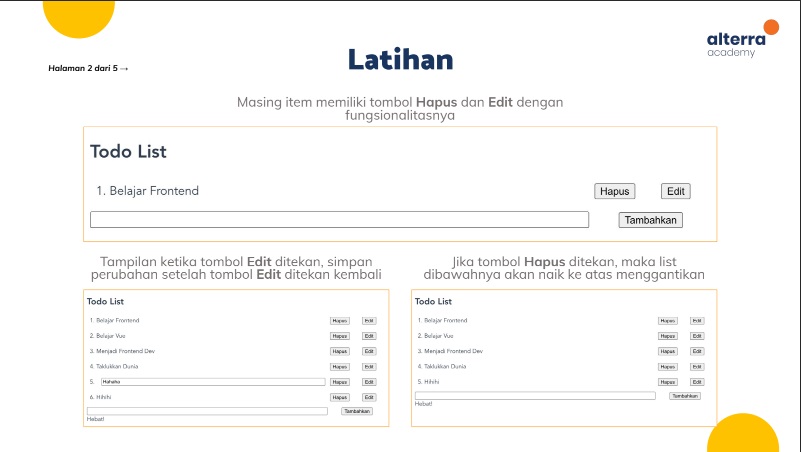 alterra
academy
Latihan
Halaman 2 dari 5 →
Masing item memiliki tombol Hapus dan Edit dengan
fungsionalitasnya
Todo List
1. Belajar Frontend Hapus Edit
Tambahkan
Tampilan ketika tombol Edit ditekan, simpan
perubahan setelah tombol Edit ditekan kembali
Todo List
1. Belajar Frontend Hapus Edit
2. Belajar Vue Hapus Edit
3. Menjadi Frontend Dev Hapus Edit
4. Taklukkan Dunia Hapus Edit
5. Hahaha Hapus Edit
6. Hihihi Hapus Edit
Tambahkan
Hebat!
Jika tombol Hapus ditekan, maka list
dibawahnya akan naik ke atas menggantikan
Todo List
1. Belajar Frontend Hapus Edit
2. Belajar Vue Hapus Edit
3. Menjadi Frontend Dev Hapus Edit
4. Taklukkan Dunia Hapus Edit
5. Hihihi Hapus Edit
Tambahkan
Hebat!